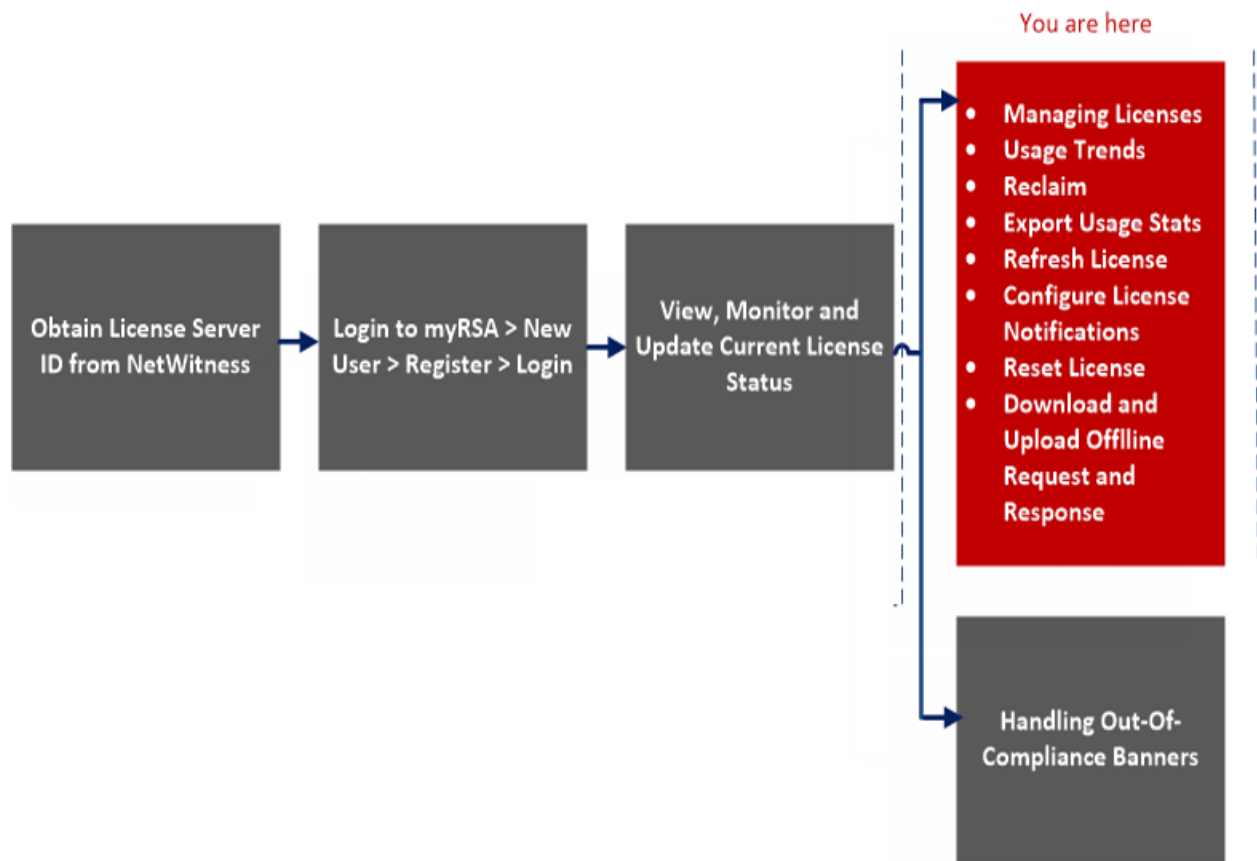 You are here
Obtain License Server
ID from NetWitness
Login to myRSA > New
User > Register > Login
View, Monitor and
Update Current License
Status
• Managing Licenses
• Usage Trends
• Reclaim
• Export Usage Stats
• Refresh License
• Configure License
Notifications
• Reset License
• Download and
Upload Offlline
Request and
Response
Handling Out-Of-
Compliance Banners